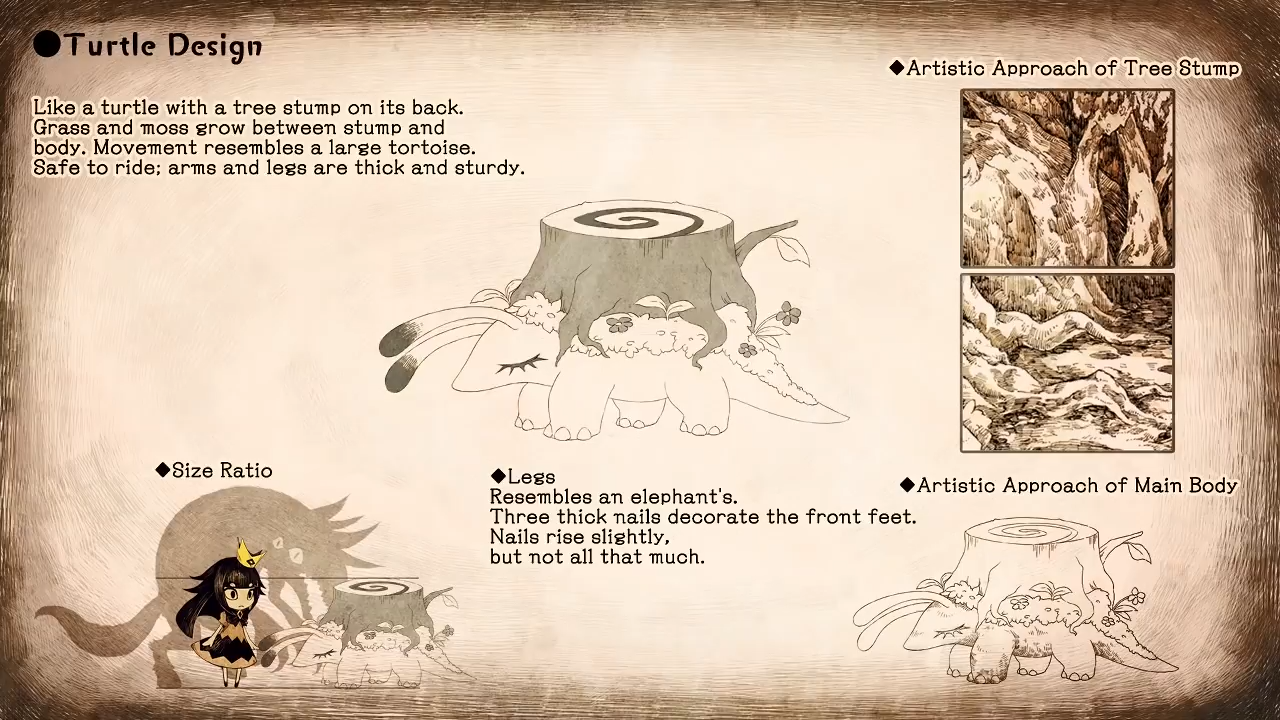 ●Turtle Design
Like a turtle with a tree stump on its back.
Grass and moss grow between stump and
body. Movement resembles a large tortoise.
Safe to ride; arms and legs are thick and sturdy.
◆Artistic Approach of Tree Stump
◆Size Ratio
◆Legs
Resembles an elephant's.
Three thick nails decorate the front feet.
Nails rise slightly,
but not all that much.
◆Artistic Approach of Main Body